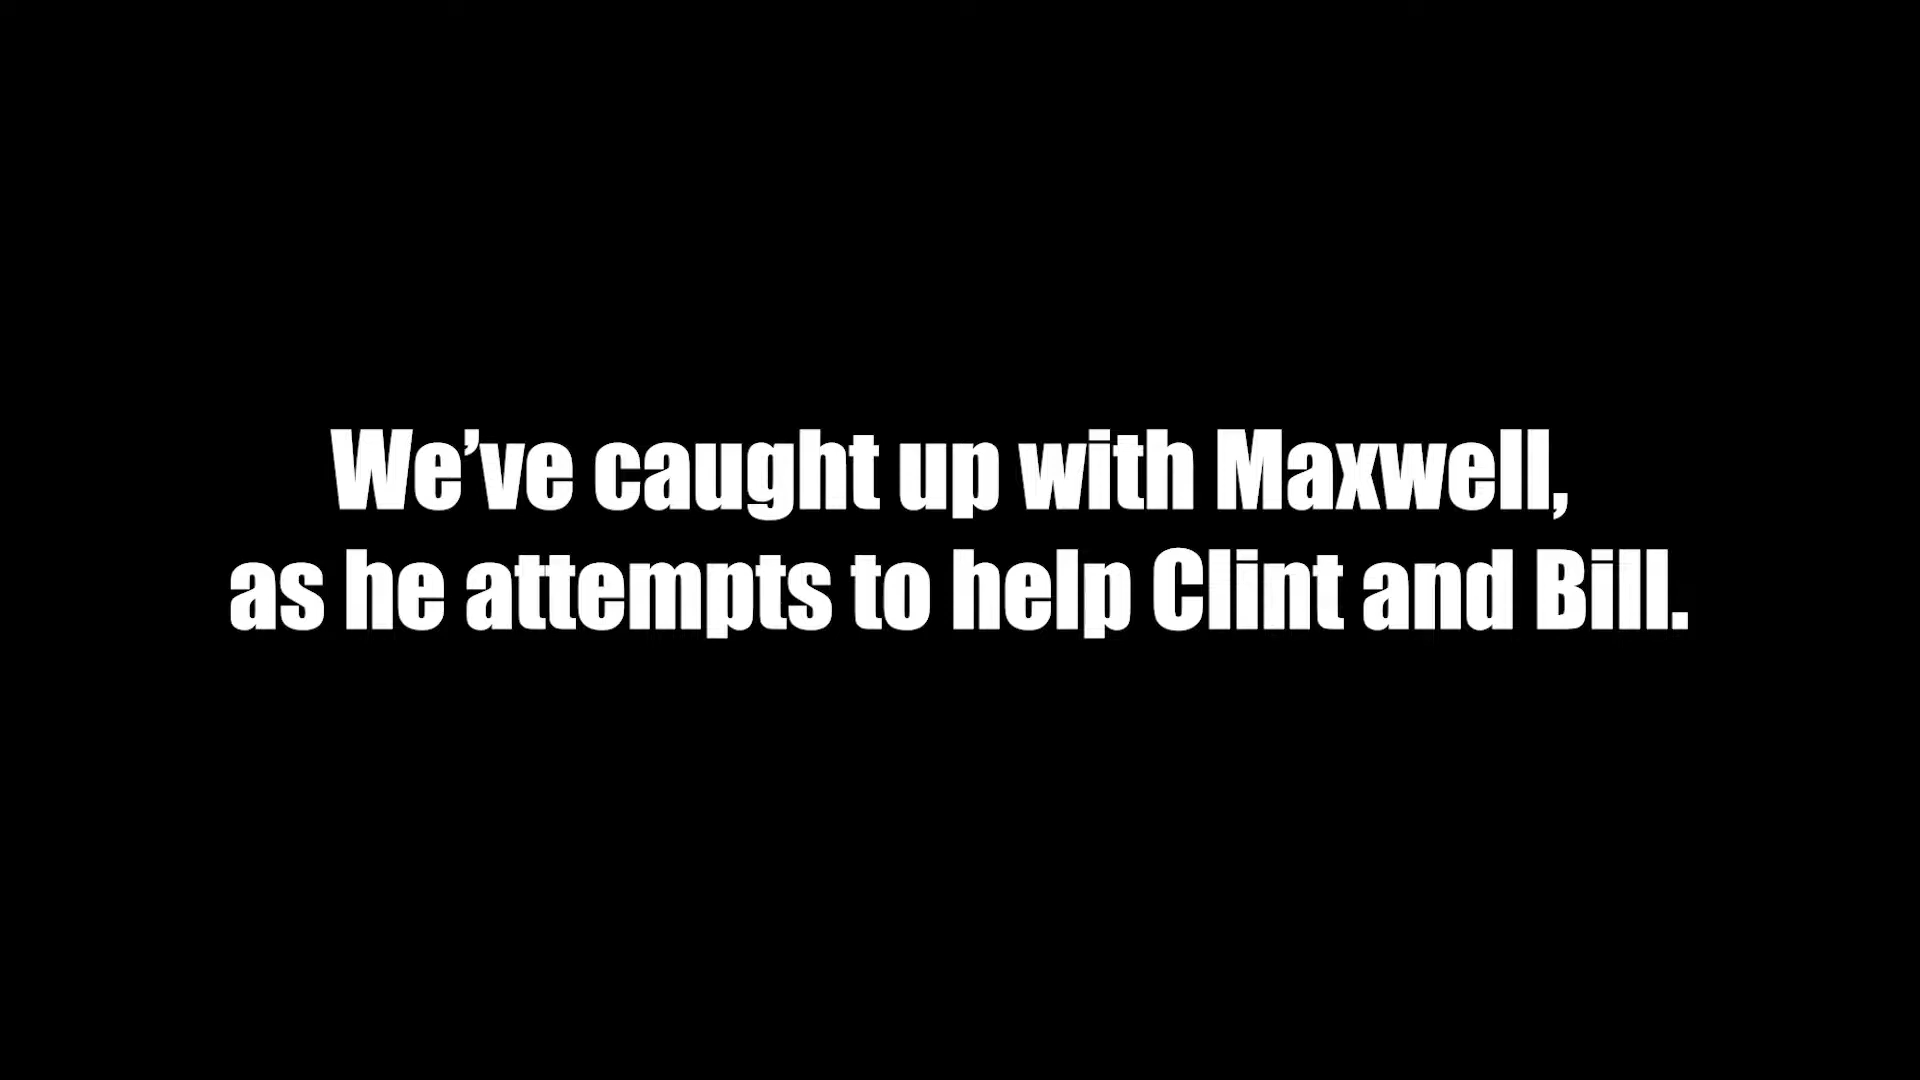 We’ve caught up with Maxwell,
as he attempts to help Clint and Bill.